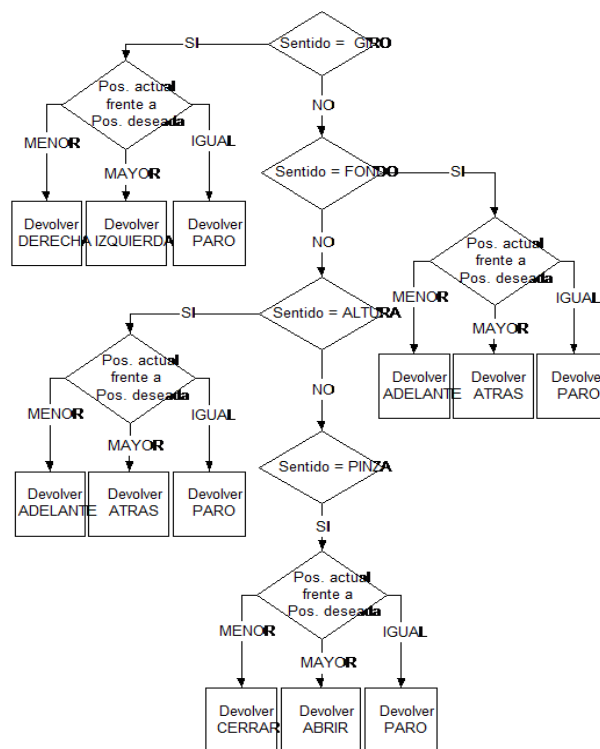 SI
Sentido = GIRO
Pos. actual
frente a
Pos. deseada
MENOR
MAYOR
IGUAL
Devolver
DERECHA
Devolver
IZQUIERDA
Devolver
PARO
NO
Sentido = FONDO
SI
Pos. actual
frente a
Pos. deseada
MENOR
MAYOR
IGUAL
Devolver
ADELANTE
Devolver
ATRAS
Devolver
PARO
NO
Sentido = ALTURA
SI
Pos. actual
frente a
Pos. deseada
MENOR
MAYOR
IGUAL
Devolver
ADELANTE
Devolver
ATRAS
Devolver
PARO
NO
Sentido = PINZA
SI
Pos. actual
frente a
Pos. deseada
MENOR
MAYOR
IGUAL
Devolver
CERRAR
Devolver
ABRIR
Devolver
PARO